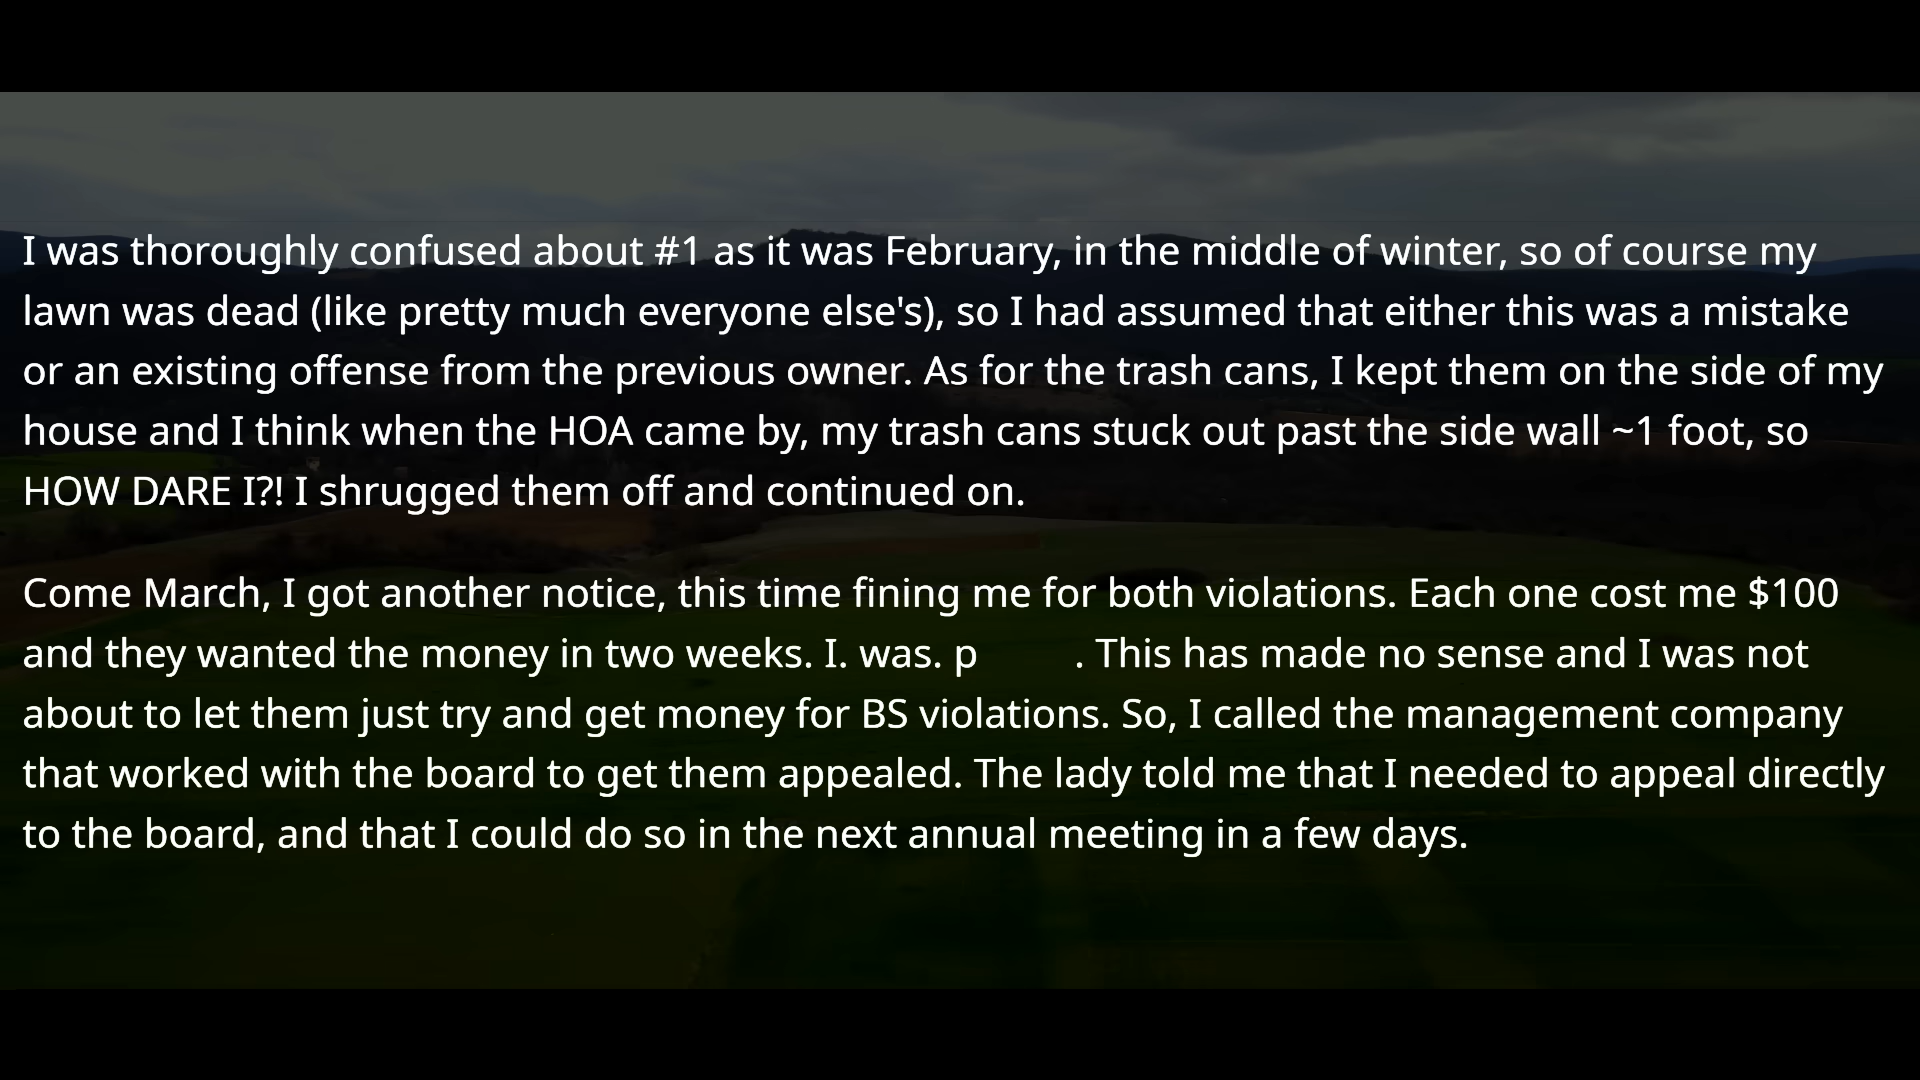 I was thoroughly confused about #1 as it was February, in the middle of winter, so of course my
lawn was dead (like pretty much everyone else's), so I had assumed that either this was a mistake
or an existing offense from the previous owner. As for the trash cans, I kept them on the side of my
house and I think when the HOA came by, my trash cans stuck out past the side wall ~1 foot, so
HOW DARE I?! I shrugged them off and continued on.
Come March, I got another notice, this time fining me for both violations. Each one cost me $100
and they wanted the money in two weeks. I. was. p . This has made no sense and I was not
about to let them just try and get money for BS violations. So, I called the management company
that worked with the board to get them appealed. The lady told me that I needed to appeal directly
to the board, and that I could do so in the next annual meeting in a few days.